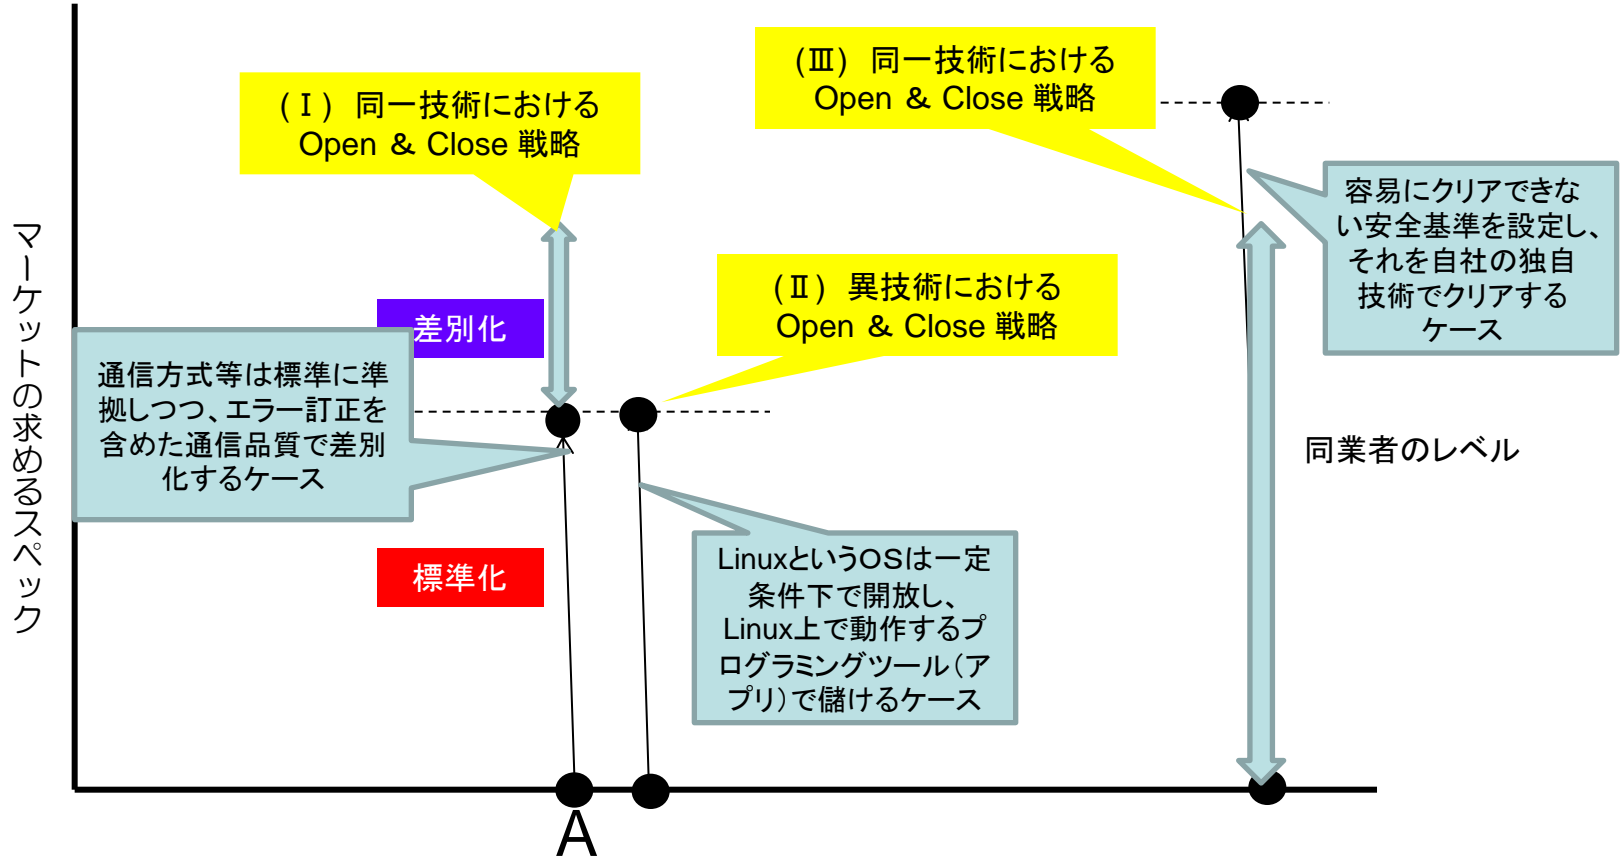 マーケットの求めるスペック
(Ⅰ) 同一技術における
Open ＆ Close 戦略
(Ⅲ) 同一技術における
Open ＆ Close 戦略
容易にクリアできな
い安全基準を設定し、
それを自社の独自
技術でクリアする
ケース
(Ⅱ) 異技術における
Open ＆ Close 戦略
差別化
通信方式等は標準に準
拠しつつ、エラー訂正を
含めた通信品質で差別
化するケース
同業者のレベル
標準化
LinuxというＯＳは一定
条件下で開放し、
Linux上で動作するプ
ログラミングツール（ア
プリ）で儲けるケース
A